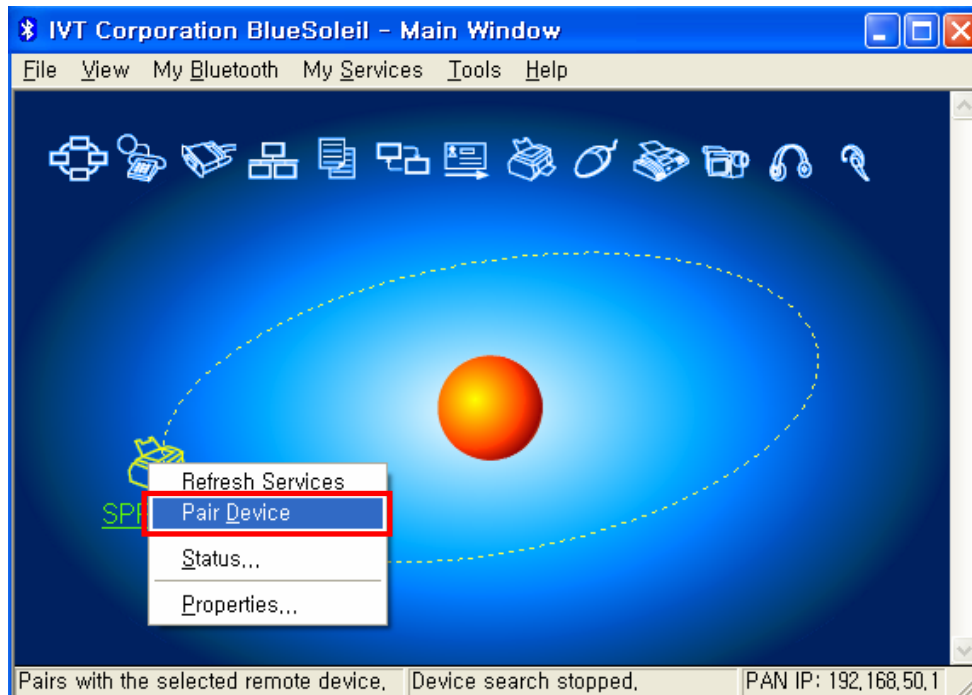 IVT Corporation BlueSoleil - Main Window
File View My Bluetooth My Services Tools Help
Refresh Services
Pair Device
Status...
Properties...
Pairs with the selected remote device, Device search stopped, PAN IP: 192,168,50,1